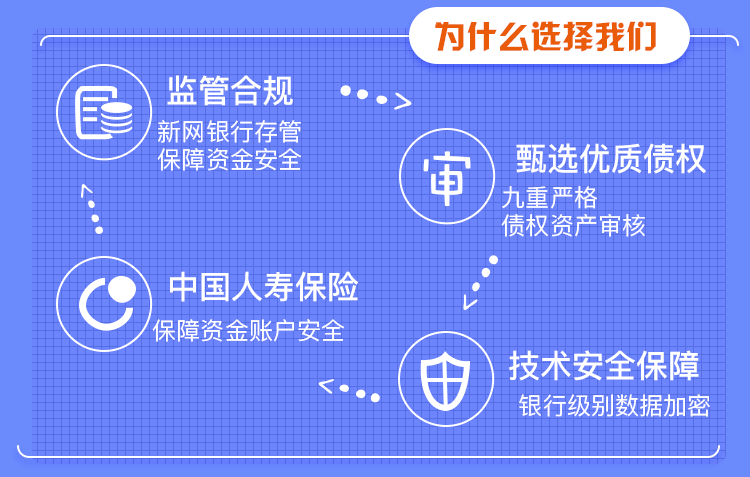 为什么选择我们
监管合规
新网银行存管
保障资金安全
甄选优质债权
九重严格
债权资产审核
审
中国人寿保险
保障资金账户安全
技术安全保障
银行级别数据加密